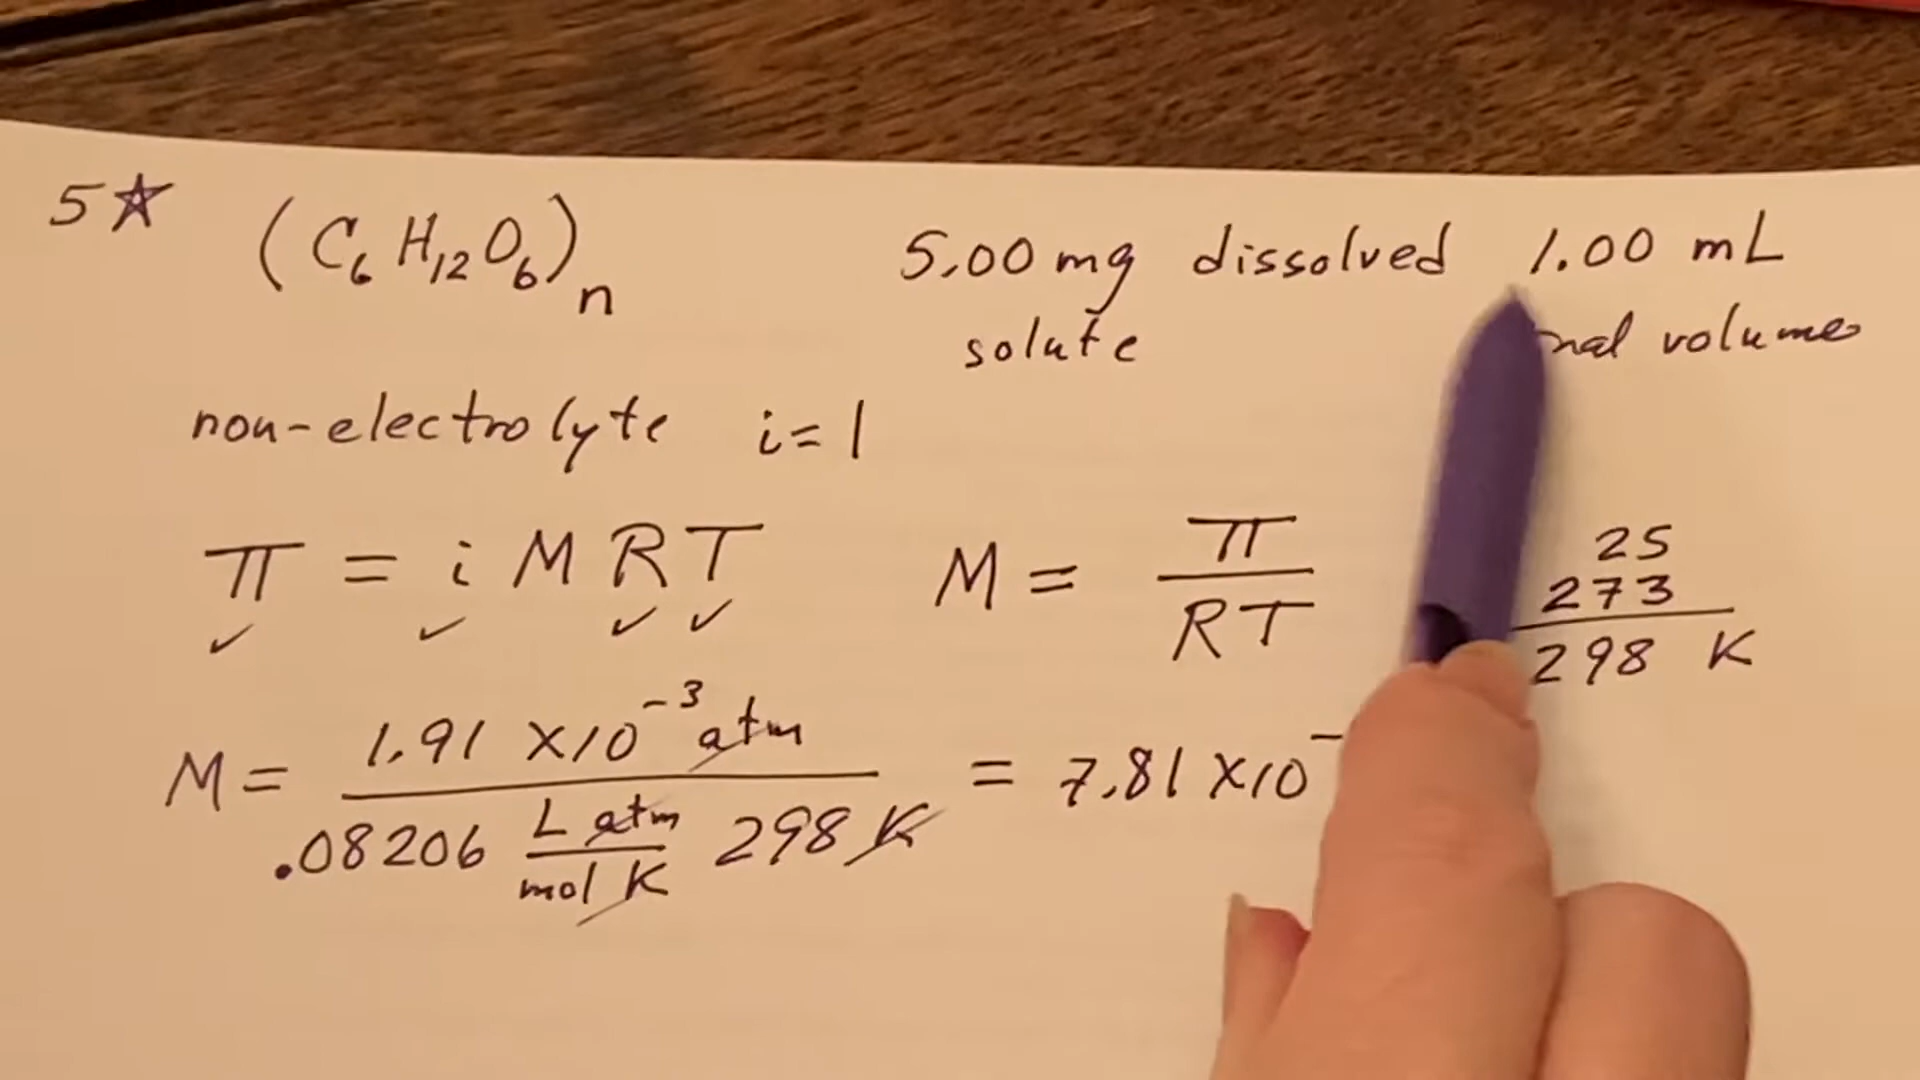 5☆ (C₆H₁₂O₆)ₙ 5.00 mg dissolved 1.00 mL
solute volume
non-electrolyte i=1
π = i M R T M = π / RT
✓ ✓ ✓ ✓
25
273
298 K
M = 1.91 x10⁻³ atm / .08206 L atm / mol K 298 K = 7.81 x10⁻